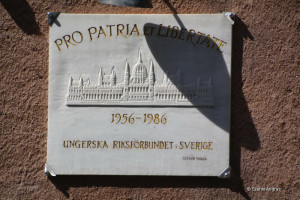 PRO PATRIA ET LIBERTATE
1956-1986
UNGERSKA RIKSFÖRBUNDET i SVERIGE